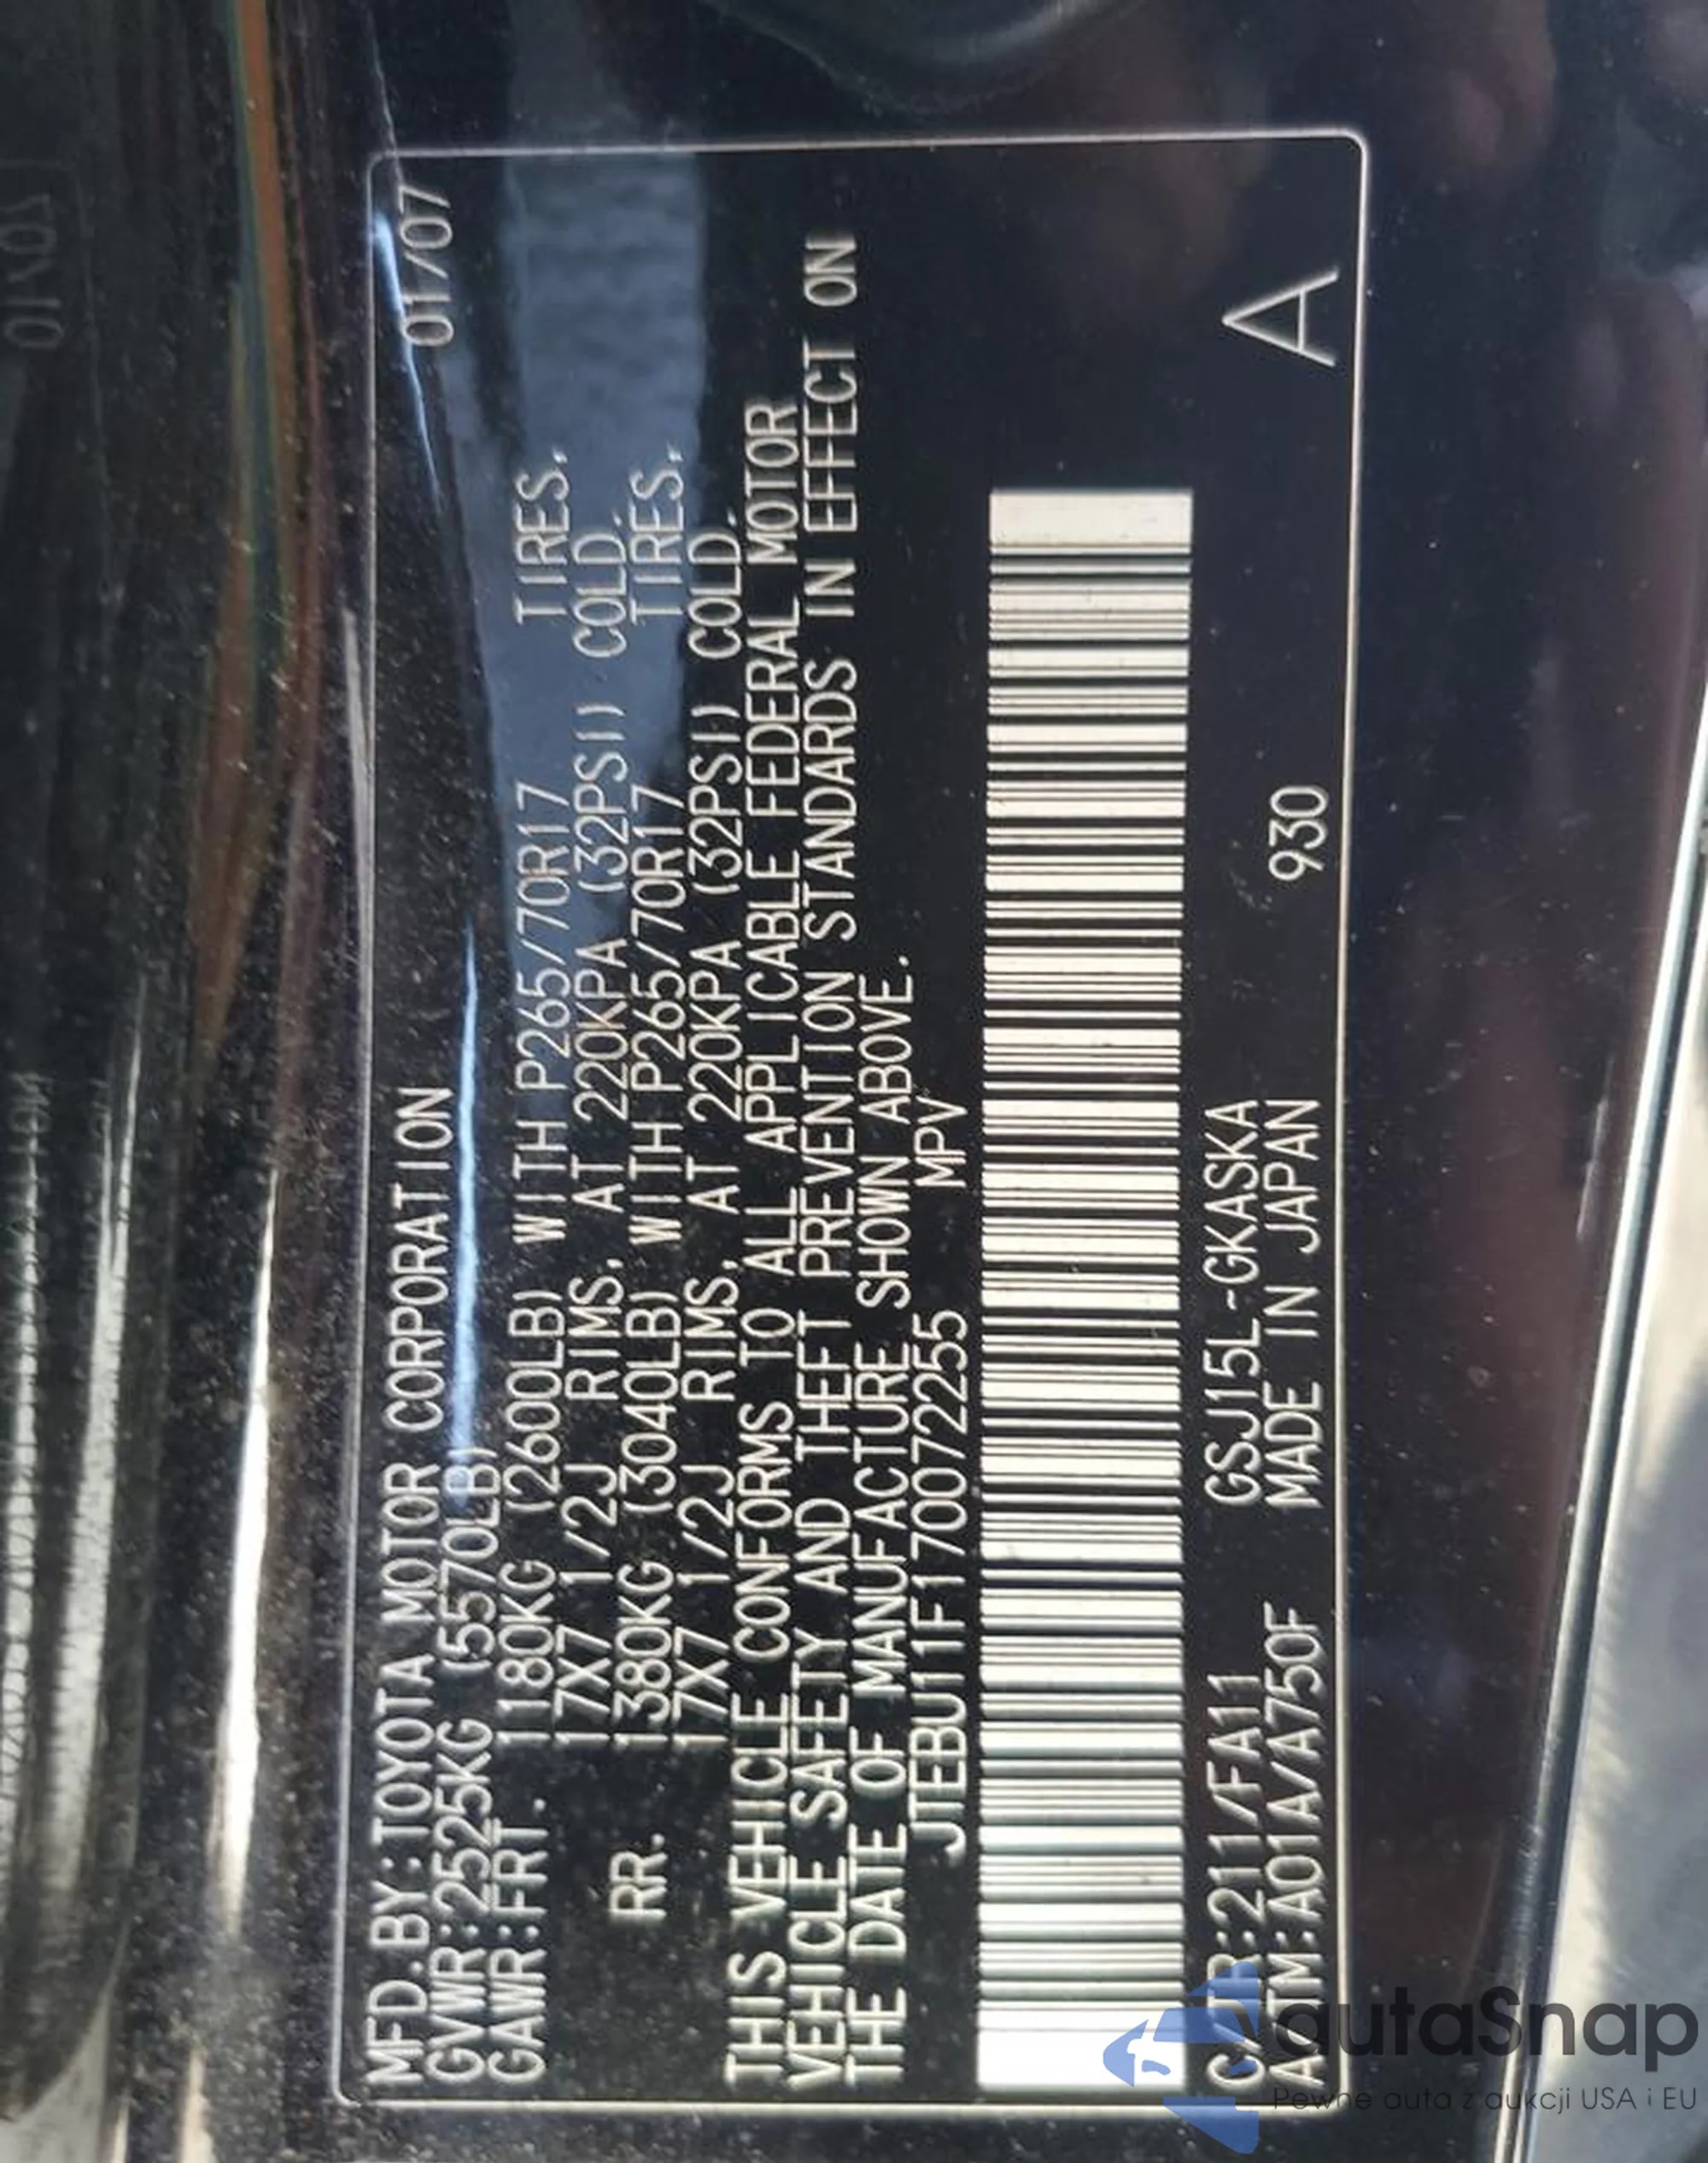 MFD.BY:TOYOTA MOTOR CORPORATION 01/07
GVWR:2525KG (5570LB)
GAWR:FRT. 1180KG (2600LB) WITH P265/70R17 TIRES,
17X7 1/2J RIMS, AT 220KPA (32PSI) COLD.
RR. 1380KG (3040LB) WITH P265/70R17 TIRES,
17X7 1/2J RIMS, AT 220KPA (32PSI) COLD.
THIS VEHICLE CONFORMS TO ALL APPLICABLE FEDERAL MOTOR
VEHICLE SAFETY AND THEFT PREVENTION STANDARDS IN EFFECT ON
THE DATE OF MANUFACTURE SHOWN ABOVE.
JTEBU11F170072255 MPV
C/TR:211/FA11 GSJ15L-GKASKA
A/TM:A01A/A750F MADE IN JAPAN 930
A
autaSnap
Pewne auta z aukcji USA i EU